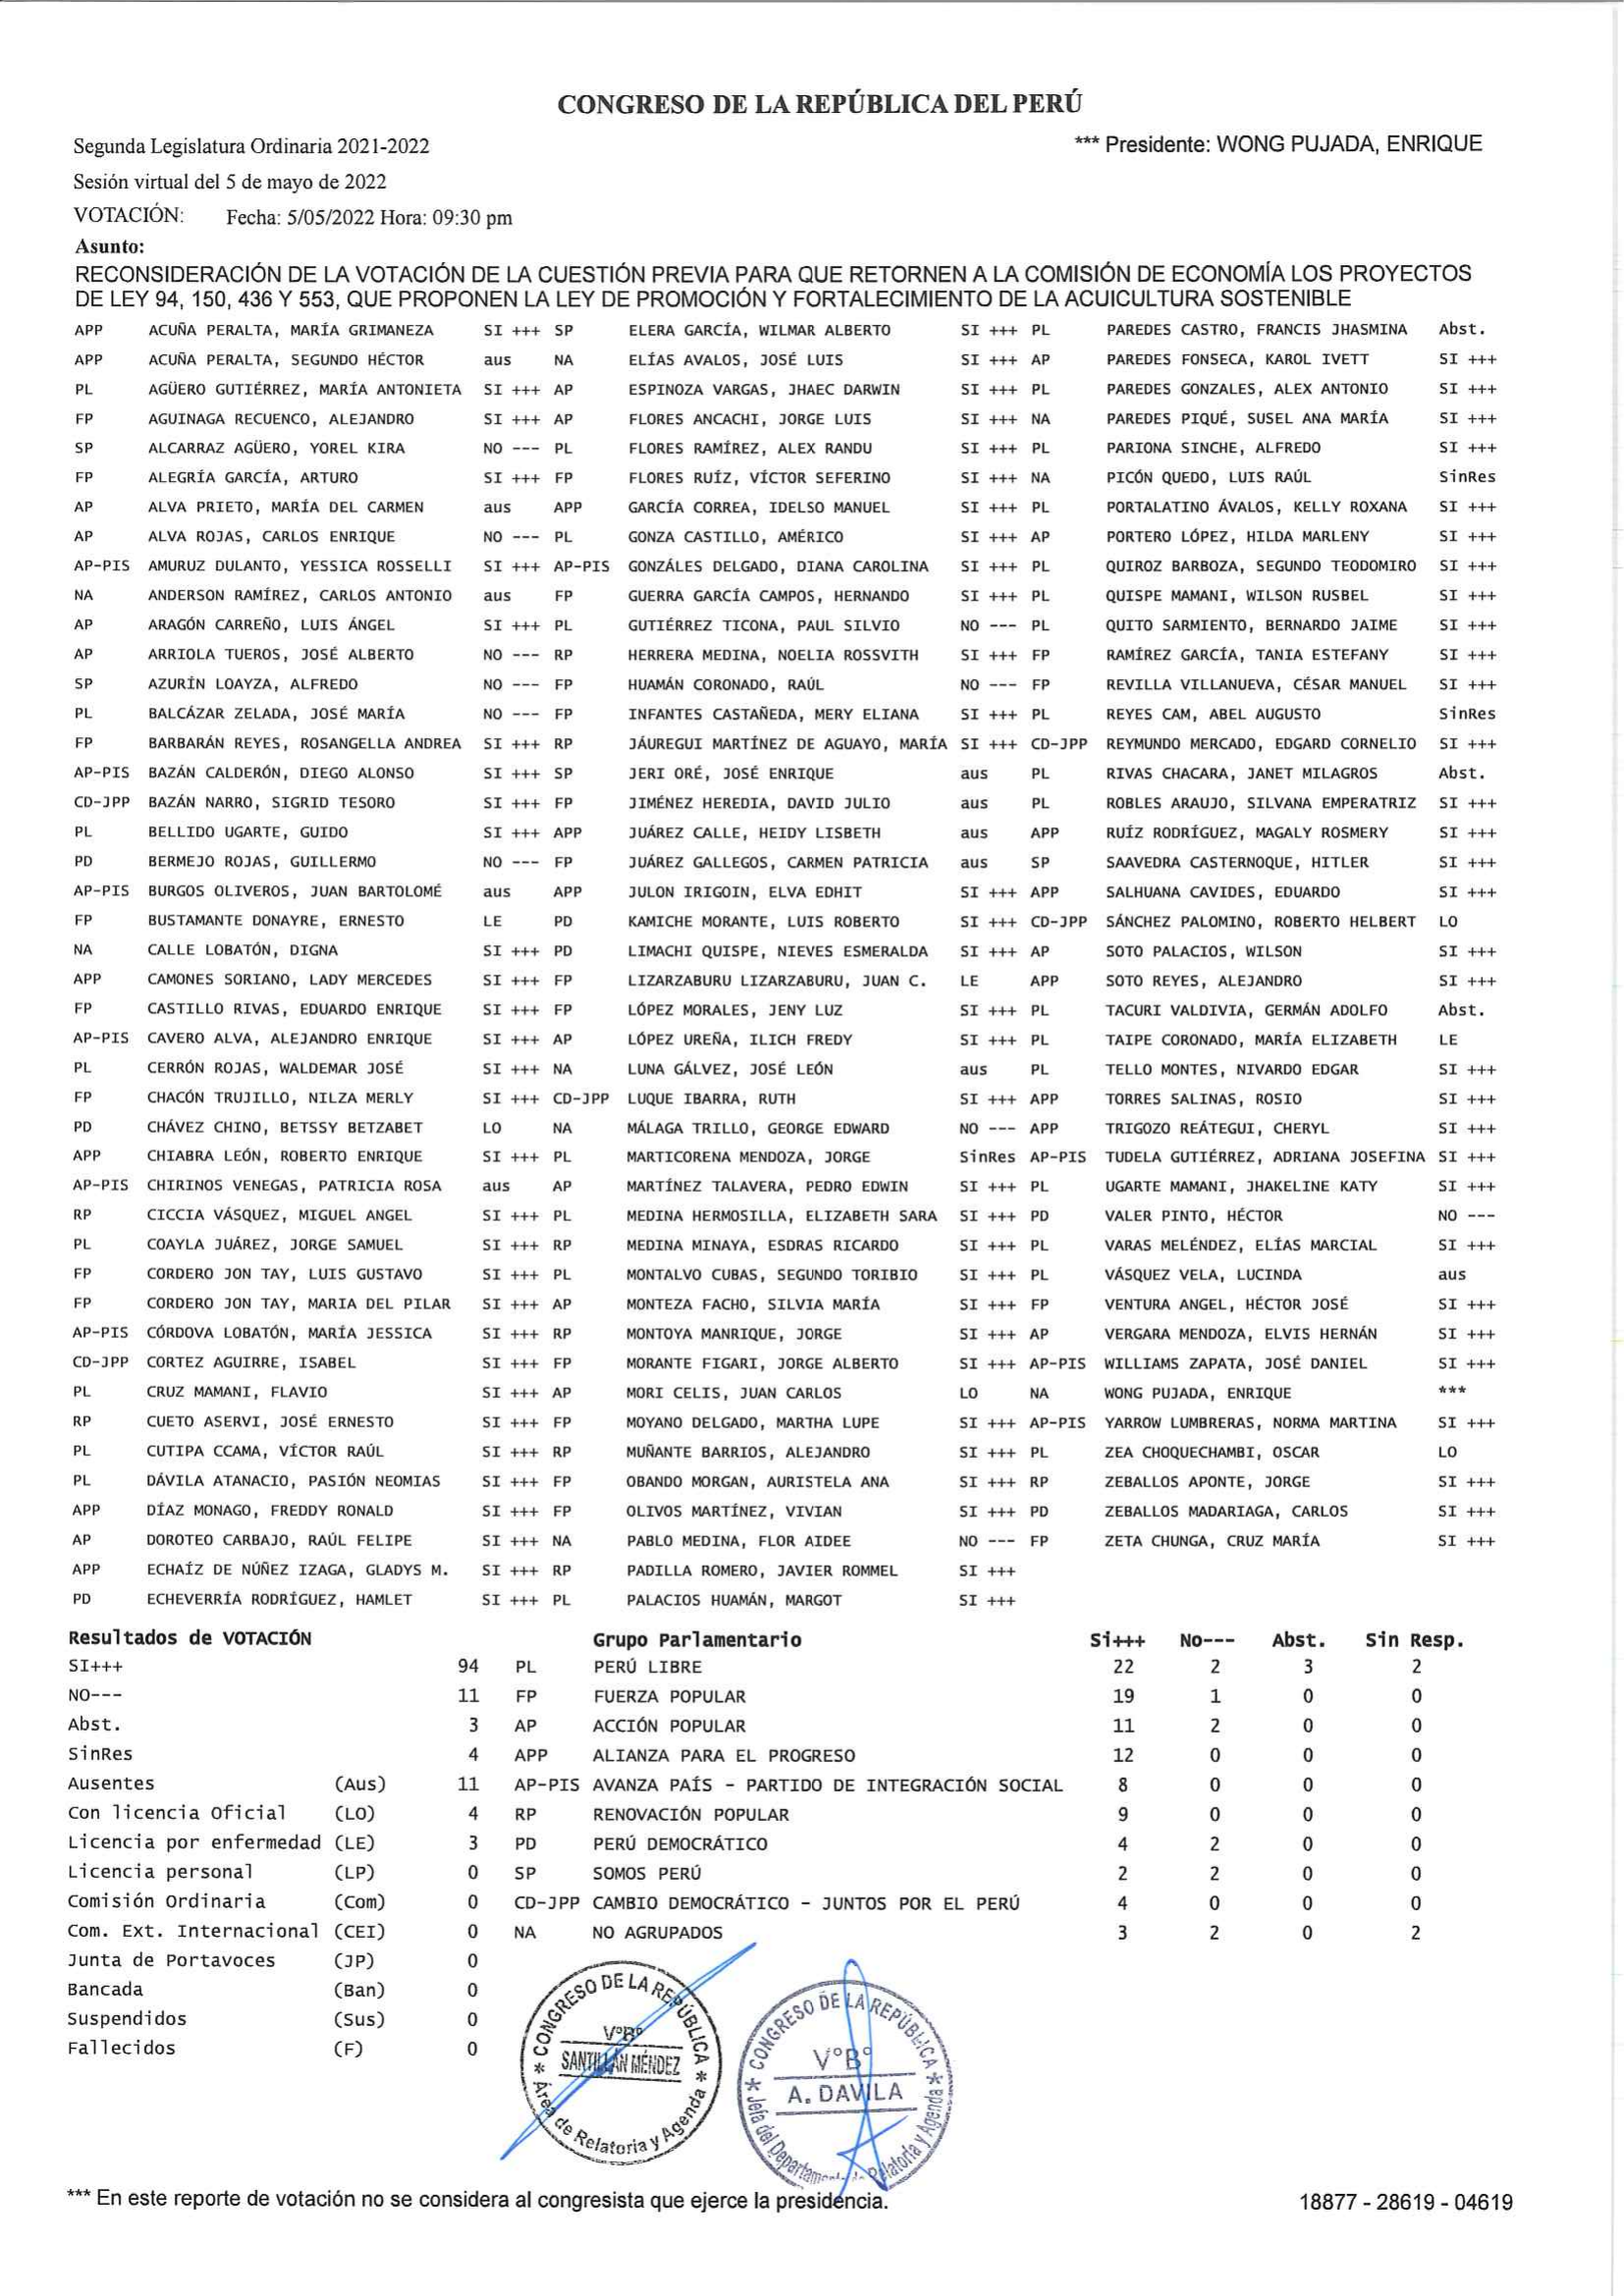 CONGRESO DE LA REPÚBLICA DEL PERÚ
Segunda Legislatura Ordinaria 2021-2022 *** Presidente: WONG PUJADA, ENRIQUE
Sesión virtual del 5 de mayo de 2022
VOTACIÓN: Fecha: 5/05/2022 Hora: 09:30 pm
Asunto:
RECONSIDERACIÓN DE LA VOTACIÓN DE LA CUESTIÓN PREVIA PARA QUE RETORNEN A LA COMISIÓN DE ECONOMÍA LOS PROYECTOS
DE LEY 94, 150, 436 Y 553, QUE PROPONEN LA LEY DE PROMOCIÓN Y FORTALECIMIENTO DE LA ACUICULTURA SOSTENIBLE
APP ACUÑA PERALTA, MARÍA GRIMANEZA SI +++ SP ELERA GARCÍA, WILMAR ALBERTO SI +++ PL PAREDES CASTRO, FRANCIS JHASMINA Abst.
APP ACUÑA PERALTA, SEGUNDO HÉCTOR aus NA ELÍAS AVALOS, JOSÉ LUIS SI +++ AP PAREDES FONSECA, KAROL IVETT SI +++
PL AGÜERO GUTIÉRREZ, MARÍA ANTONIETA SI +++ AP ESPINOZA VARGAS, JHAEC DARWIN SI +++ PL PAREDES GONZALES, ALEX ANTONIO SI +++
FP AGUINAGA RECUENCO, ALEJANDRO SI +++ AP FLORES ANCACHI, JORGE LUIS SI +++ NA PAREDES PIQUÉ, SUSEL ANA MARÍA SI +++
SP ALCARRAZ AGÜERO, YOREL KIRA NO --- PL FLORES RAMÍREZ, ALEX RANDU SI +++ PL PARIONA SINCHE, ALFREDO SI +++
FP ALEGRÍA GARCÍA, ARTURO SI +++ FP FLORES RUÍZ, VÍCTOR SEFERINO SI +++ NA PICÓN QUEDO, LUIS RAÚL SinRes
AP ALVA PRIETO, MARÍA DEL CARMEN aus APP GARCÍA CORREA, IDELSO MANUEL SI +++ PL PORTALATINO ÁVALOS, KELLY ROXANA SI +++
AP ALVA ROJAS, CARLOS ENRIQUE NO --- PL GONZA CASTILLO, AMÉRICO SI +++ AP PORTERO LÓPEZ, HILDA MARLENY SI +++
AP-PIS AMURUZ DULANTO, YESSICA ROSSELLI SI +++ AP-PIS GONZÁLES DELGADO, DIANA CAROLINA SI +++ PL QUIROZ BARBOZA, SEGUNDO TEODOMIRO SI +++
NA ANDERSON RAMÍREZ, CARLOS ANTONIO aus FP GUERRA GARCÍA CAMPOS, HERNANDO SI +++ PL QUISPE MAMANI, WILSON RUSBEL SI +++
AP ARAGÓN CARREÑO, LUIS ÁNGEL SI +++ PL GUTIÉRREZ TICONA, PAUL SILVIO NO --- PL QUITO SARMIENTO, BERNARDO JAIME SI +++
AP ARRIOLA TUEROS, JOSÉ ALBERTO NO --- RP HERRERA MEDINA, NOELIA ROSSVITH SI +++ FP RAMÍREZ GARCÍA, TANIA ESTEFANY SI +++
SP AZURÍN LOAYZA, ALFREDO NO --- FP HUAMÁN CORONADO, RAÚL NO --- FP REVILLA VILLANUEVA, CÉSAR MANUEL SI +++
PL BALCÁZAR ZELADA, JOSÉ MARÍA NO --- FP INFANTES CASTAÑEDA, MERY ELIANA SI +++ PL REYES CAM, ABEL AUGUSTO SinRes
FP BARBARÁN REYES, ROSANGELLA ANDREA SI +++ RP JÁUREGUI MARTÍNEZ DE AGUAYO, MARÍA SI +++ CD-JPP REYMUNDO MERCADO, EDGARD CORNELIO SI +++
AP-PIS BAZÁN CALDERÓN, DIEGO ALONSO SI +++ SP JERI ORÉ, JOSÉ ENRIQUE aus PL RIVAS CHACARA, JANET MILAGROS Abst.
CD-JPP BAZÁN NARRO, SIGRID TESORO SI +++ FP JIMÉNEZ HEREDIA, DAVID JULIO aus PL ROBLES ARAUJO, SILVANA EMPERATRIZ SI +++
PL BELLIDO UGARTE, GUIDO SI +++ APP JUÁREZ CALLE, HEIDY LISBETH aus APP RUÍZ RODRÍGUEZ, MAGALY ROSMERY SI +++
PD BERMEJO ROJAS, GUILLERMO NO --- FP JUÁREZ GALLEGOS, CARMEN PATRICIA aus SP SAAVEDRA CASTERNOQUE, HITLER SI +++
AP-PIS BURGOS OLIVEROS, JUAN BARTOLOMÉ aus APP JULON IRIGOIN, ELVA EDHIT SI +++ APP SALHUANA CAVIDES, EDUARDO SI +++
FP BUSTAMANTE DONAYRE, ERNESTO LE PD KAMICHE MORANTE, LUIS ROBERTO SI +++ CD-JPP SÁNCHEZ PALOMINO, ROBERTO HELBERT LO
NA CALLE LOBATÓN, DIGNA SI +++ PD LIMACHI QUISPE, NIEVES ESMERALDA SI +++ AP SOTO PALACIOS, WILSON SI +++
APP CAMONES SORIANO, LADY MERCEDES SI +++ FP LIZARZABURU LIZARZABURU, JUAN C. LE APP SOTO REYES, ALEJANDRO SI +++
FP CASTILLO RIVAS, EDUARDO ENRIQUE SI +++ FP LÓPEZ MORALES, JENY LUZ SI +++ PL TACURI VALDIVIA, GERMÁN ADOLFO Abst.
AP-PIS CAVERO ALVA, ALEJANDRO ENRIQUE SI +++ AP LÓPEZ UREÑA, ILICH FREDY SI +++ PL TAIPE CORONADO, MARÍA ELIZABETH LE
PL CERRÓN ROJAS, WALDEMAR JOSÉ SI +++ NA LUNA GÁLVEZ, JOSÉ LEÓN aus PL TELLO MONTES, NIVARDO EDGAR SI +++
FP CHACÓN TRUJILLO, NILZA MERLY SI +++ CD-JPP LUQUE IBARRA, RUTH SI +++ APP TORRES SALINAS, ROSIO SI +++
PD CHÁVEZ CHINO, BETSSY BETZABET LO NA MÁLAGA TRILLO, GEORGE EDWARD NO --- APP TRIGOZO REÁTEGUI, CHERYL SI +++
APP CHIABRA LEÓN, ROBERTO ENRIQUE SI +++ PL MARTICORENA MENDOZA, JORGE SinRes AP-PIS TUDELA GUTIÉRREZ, ADRIANA JOSEFINA SI +++
AP-PIS CHIRINOS VENEGAS, PATRICIA ROSA aus AP MARTÍNEZ TALAVERA, PEDRO EDWIN SI +++ PL UGARTE MAMANI, JHAKELINE KATY SI +++
RP CICCIA VÁSQUEZ, MIGUEL ANGEL SI +++ PL MEDINA HERMOSILLA, ELIZABETH SARA SI +++ PD VALER PINTO, HÉCTOR NO ---
PL COAYLA JUÁREZ, JORGE SAMUEL SI +++ RP MEDINA MINAYA, ESDRAS RICARDO SI +++ PL VARAS MELÉNDEZ, ELÍAS MARCIAL SI +++
FP CORDERO JON TAY, LUIS GUSTAVO SI +++ PL MONTALVO CUBAS, SEGUNDO TORIBIO SI +++ PL VÁSQUEZ VELA, LUCINDA aus
FP CORDERO JON TAY, MARIA DEL PILAR SI +++ AP MONTEZA FACHO, SILVIA MARÍA SI +++ FP VENTURA ANGEL, HÉCTOR JOSÉ SI +++
AP-PIS CÓRDOVA LOBATÓN, MARÍA JESSICA SI +++ RP MONTOYA MANRIQUE, JORGE SI +++ AP VERGARA MENDOZA, ELVIS HERNÁN SI +++
CD-JPP CORTEZ AGUIRRE, ISABEL SI +++ FP MORANTE FIGARI, JORGE ALBERTO SI +++ AP-PIS WILLIAMS ZAPATA, JOSÉ DANIEL SI +++
PL CRUZ MAMANI, FLAVIO SI +++ AP MORI CELIS, JUAN CARLOS LO NA WONG PUJADA, ENRIQUE ***
RP CUETO ASERVI, JOSÉ ERNESTO SI +++ FP MOYANO DELGADO, MARTHA LUPE SI +++ AP-PIS YARROW LUMBRERAS, NORMA MARTINA SI +++
PL CUTIPA CCAMA, VÍCTOR RAÚL SI +++ RP MUÑANTE BARRIOS, ALEJANDRO SI +++ PL ZEA CHOQUECHAMBI, OSCAR LO
PL DÁVILA ATANACIO, PASIÓN NEOMIAS SI +++ FP OBANDO MORGAN, AURISTELA ANA SI +++ RP ZEBALLOS APONTE, JORGE SI +++
APP DÍAZ MONAGO, FREDDY RONALD SI +++ FP OLIVOS MARTÍNEZ, VIVIAN SI +++ PD ZEBALLOS MADARIAGA, CARLOS SI +++
AP DOROTEO CARBAJO, RAÚL FELIPE SI +++ NA PABLO MEDINA, FLOR AIDEE NO --- FP ZETA CHUNGA, CRUZ MARÍA SI +++
APP ECHAÍZ DE NÚÑEZ IZAGA, GLADYS M. SI +++ RP PADILLA ROMERO, JAVIER ROMMEL SI +++
PD ECHEVERRÍA RODRÍGUEZ, HAMLET SI +++ PL PALACIOS HUAMÁN, MARGOT SI +++
Resultados de VOTACIÓN Grupo Parlamentario Si+++ No--- Abst. Sin Resp.
SI+++ 94 PL PERÚ LIBRE 22 2 3 2
NO--- 11 FP FUERZA POPULAR 19 1 0 0
Abst. 3 AP ACCIÓN POPULAR 11 2 0 0
SinRes 4 APP ALIANZA PARA EL PROGRESO 12 0 0 0
Ausentes (Aus) 11 AP-PIS AVANZA PAÍS - PARTIDO DE INTEGRACIÓN SOCIAL 8 0 0 0
Con licencia Oficial (LO) 4 RP RENOVACIÓN POPULAR 9 0 0 0
Licencia por enfermedad (LE) 3 PD PERÚ DEMOCRÁTICO 4 2 0 0
Licencia personal (LP) 0 SP SOMOS PERÚ 2 2 0 0
Comisión Ordinaria (Com) 0 CD-JPP CAMBIO DEMOCRÁTICO - JUNTOS POR EL PERÚ 4 0 0 0
Com. Ext. Internacional (CEI) 0 NA NO AGRUPADOS 3 2 0 2
Junta de Portavoces (JP) 0
Bancada (Ban) 0
Suspendidos (Sus) 0
Fallecidos (F) 0
* CONGRESO DE LA REPÚBLICA *
V°B°
SANTILLÁN MÉNDEZ
Área de Relatoria y Agenda
* CONGRESO DE LA REPÚBLICA *
V°B°
A. DAVILA
Jefa del Departamento de Relatoría y Agenda
*** En este reporte de votación no se considera al congresista que ejerce la presidencia. 18877 - 28619 - 04619